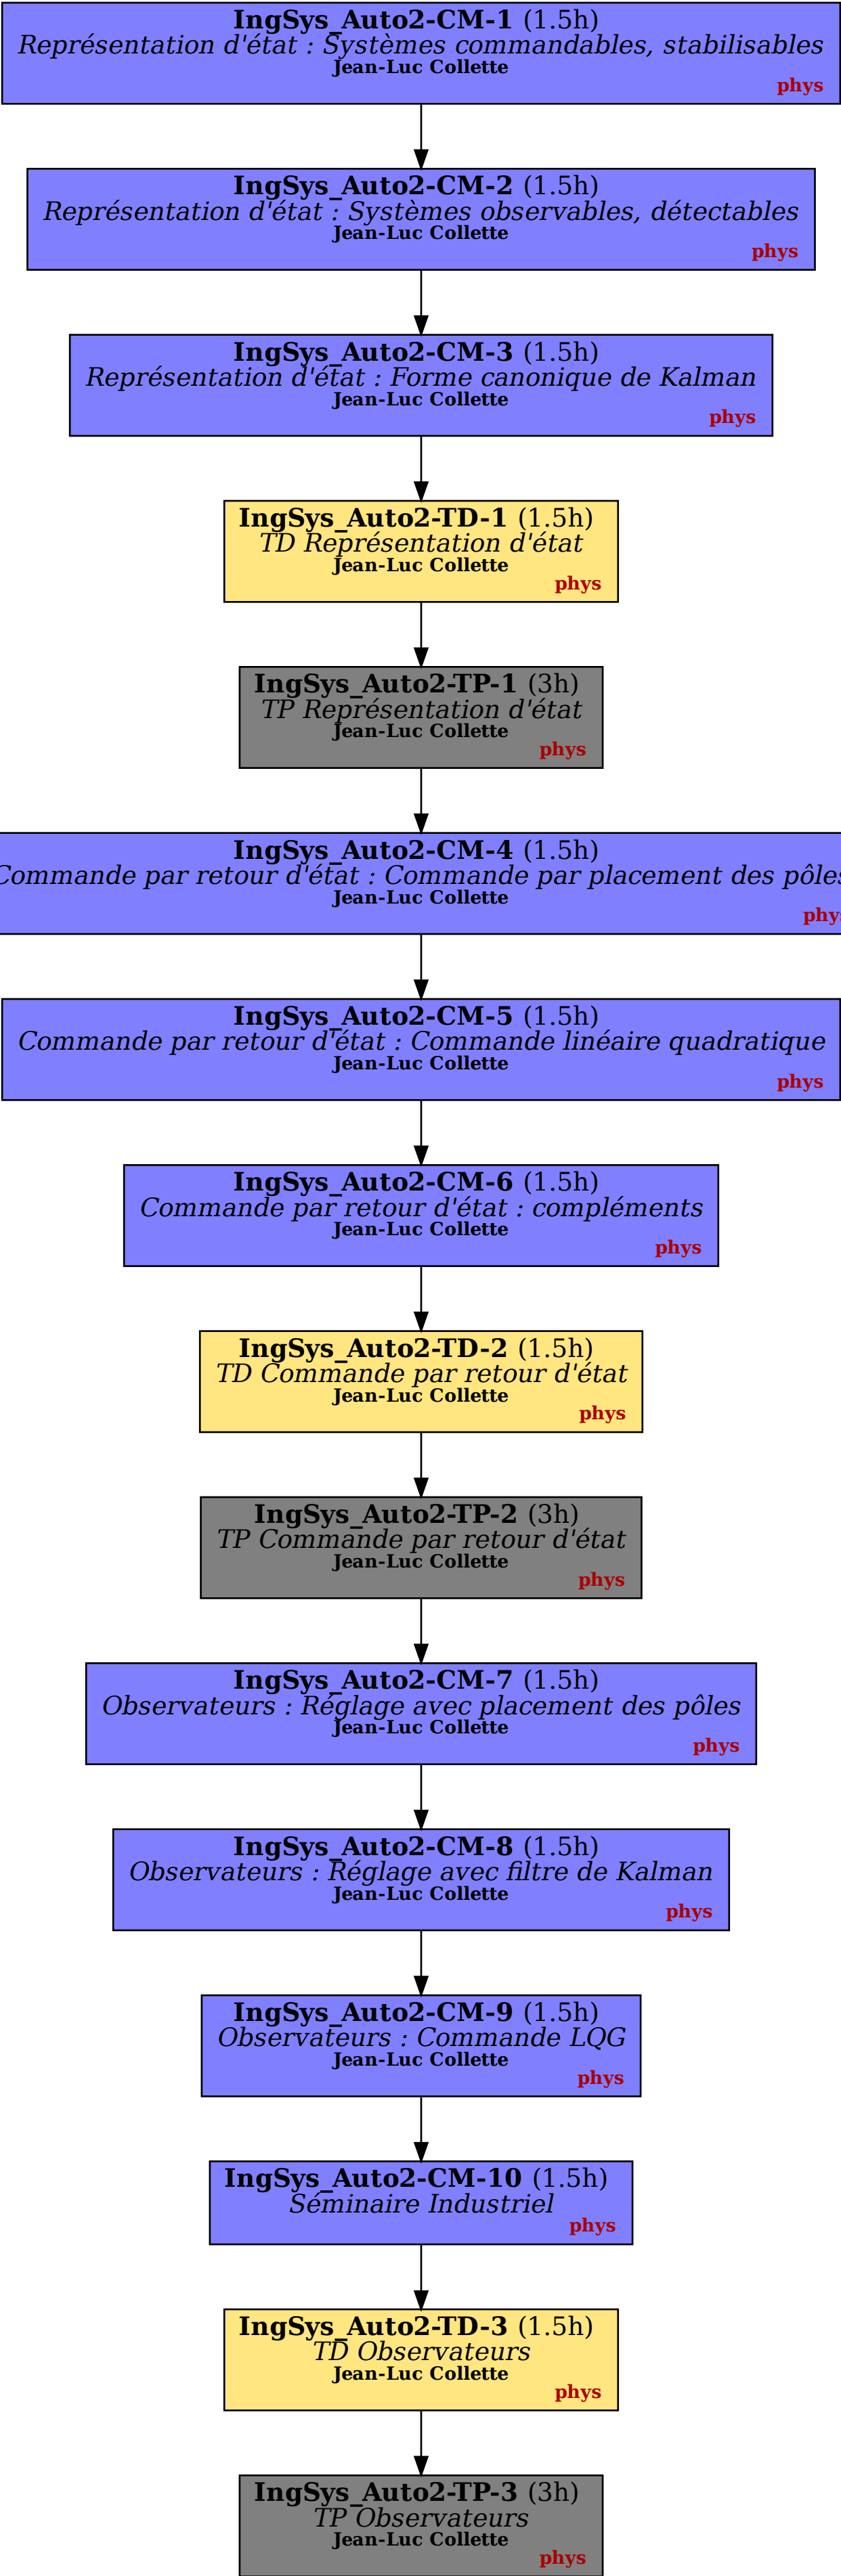 IngSys_Auto2-CM-1 (1.5h)
Représentation d'état : Systèmes commandables, stabilisables
Jean-Luc Collette
phys
IngSys_Auto2-CM-2 (1.5h)
Représentation d'état : Systèmes observables, détectables
Jean-Luc Collette
phys
IngSys_Auto2-CM-3 (1.5h)
Représentation d'état : Forme canonique de Kalman
Jean-Luc Collette
phys
IngSys_Auto2-TD-1 (1.5h)
TD Représentation d'état
Jean-Luc Collette
phys
IngSys_Auto2-TP-1 (3h)
TP Représentation d'état
Jean-Luc Collette
phys
IngSys_Auto2-CM-4 (1.5h)
Commande par retour d'état : Commande par placement des pôles
Jean-Luc Collette
phys
IngSys_Auto2-CM-5 (1.5h)
Commande par retour d'état : Commande linéaire quadratique
Jean-Luc Collette
phys
IngSys_Auto2-CM-6 (1.5h)
Commande par retour d'état : compléments
Jean-Luc Collette
phys
IngSys_Auto2-TD-2 (1.5h)
TD Commande par retour d'état
Jean-Luc Collette
phys
IngSys_Auto2-TP-2 (3h)
TP Commande par retour d'état
Jean-Luc Collette
phys
IngSys_Auto2-CM-7 (1.5h)
Observateurs : Réglage avec placement des pôles
Jean-Luc Collette
phys
IngSys_Auto2-CM-8 (1.5h)
Observateurs : Réglage avec filtre de Kalman
Jean-Luc Collette
phys
IngSys_Auto2-CM-9 (1.5h)
Observateurs : Commande LQG
Jean-Luc Collette
phys
IngSys_Auto2-CM-10 (1.5h)
Séminaire Industriel
phys
IngSys_Auto2-TD-3 (1.5h)
TD Observateurs
Jean-Luc Collette
phys
IngSys_Auto2-TP-3 (3h)
TP Observateurs
Jean-Luc Collette
phys